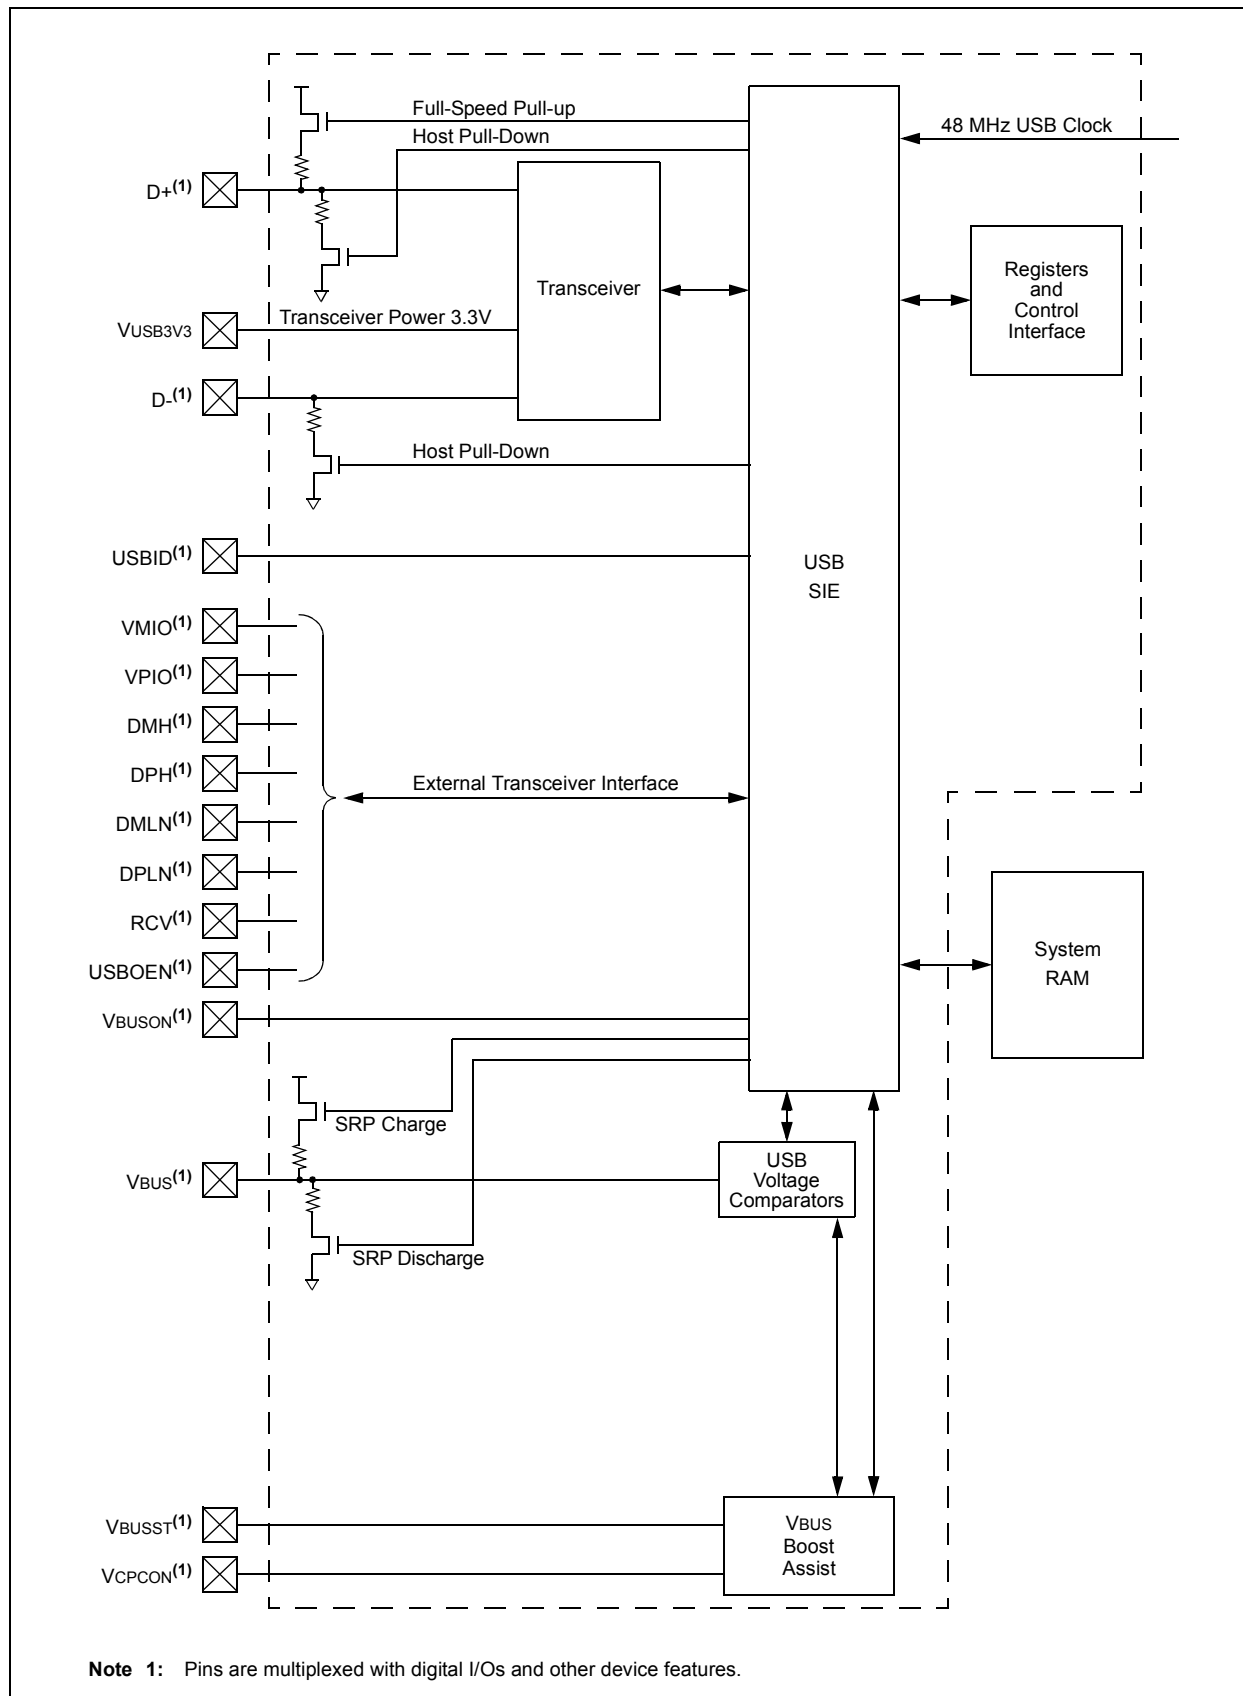 Full-Speed Pull-up
48 MHz USB Clock
Host Pull-Down
D+(1)
Registers
and
Control
Interface
Transceiver
VUSB3V3
Transceiver Power 3.3V
D-(1)
Host Pull-Down
USBID(1)
USB
SIE
VMIO(1)
VPIO(1)
DMH(1)
DPH(1)
External Transceiver Interface
DMLN(1)
DPLN(1)
RCV(1)
USBOEN(1)
System
RAM
VBUSON(1)
SRP Charge
VBUS(1)
USB
Voltage
Comparators
SRP Discharge
VBUSST(1)
VCPCON(1)
VBUS
Boost
Assist
Note 1: Pins are multiplexed with digital I/Os and other device features.